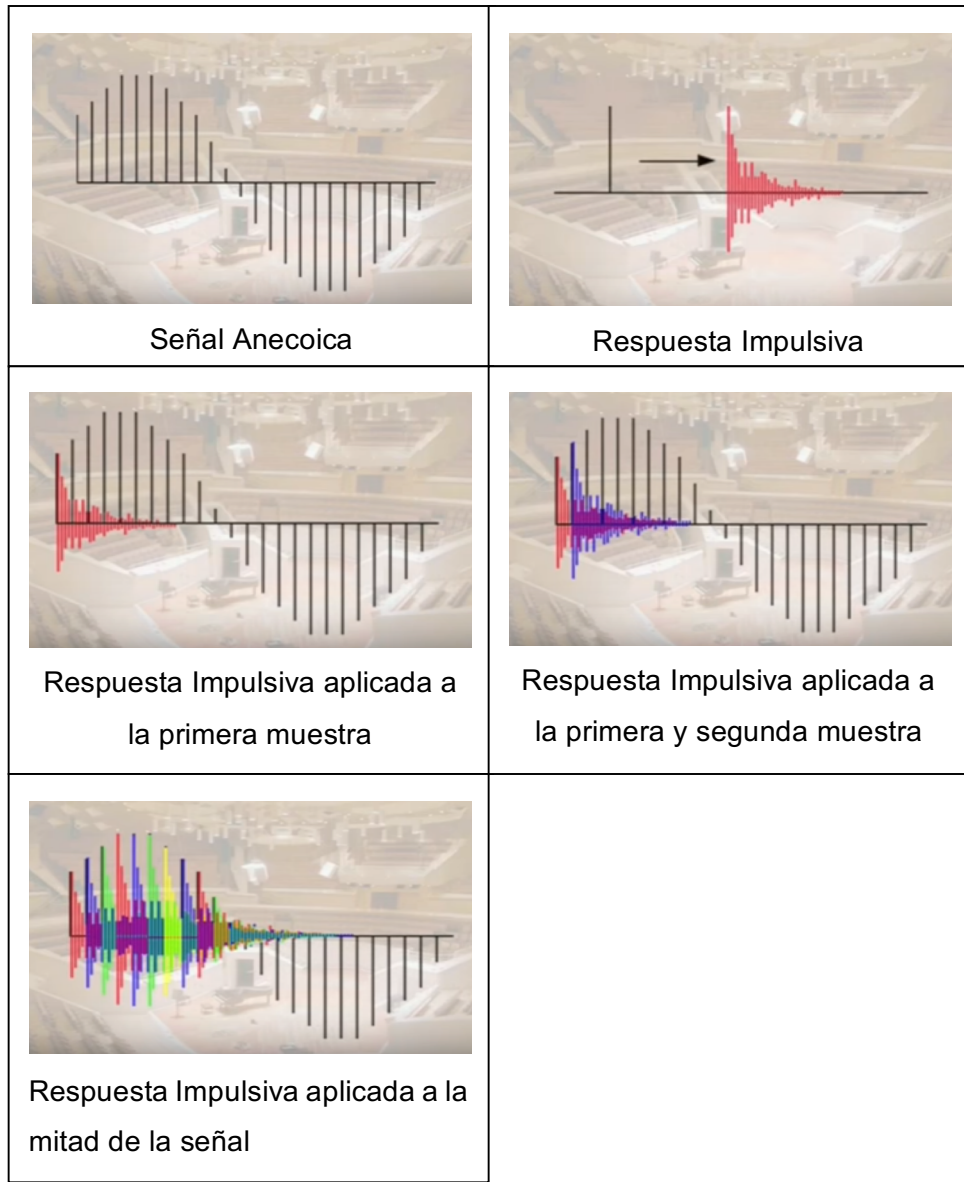 Señal Anecoica
Respuesta Impulsiva
Respuesta Impulsiva aplicada a
la primera muestra
Respuesta Impulsiva aplicada a
la primera y segunda muestra
Respuesta Impulsiva aplicada a la
mitad de la señal